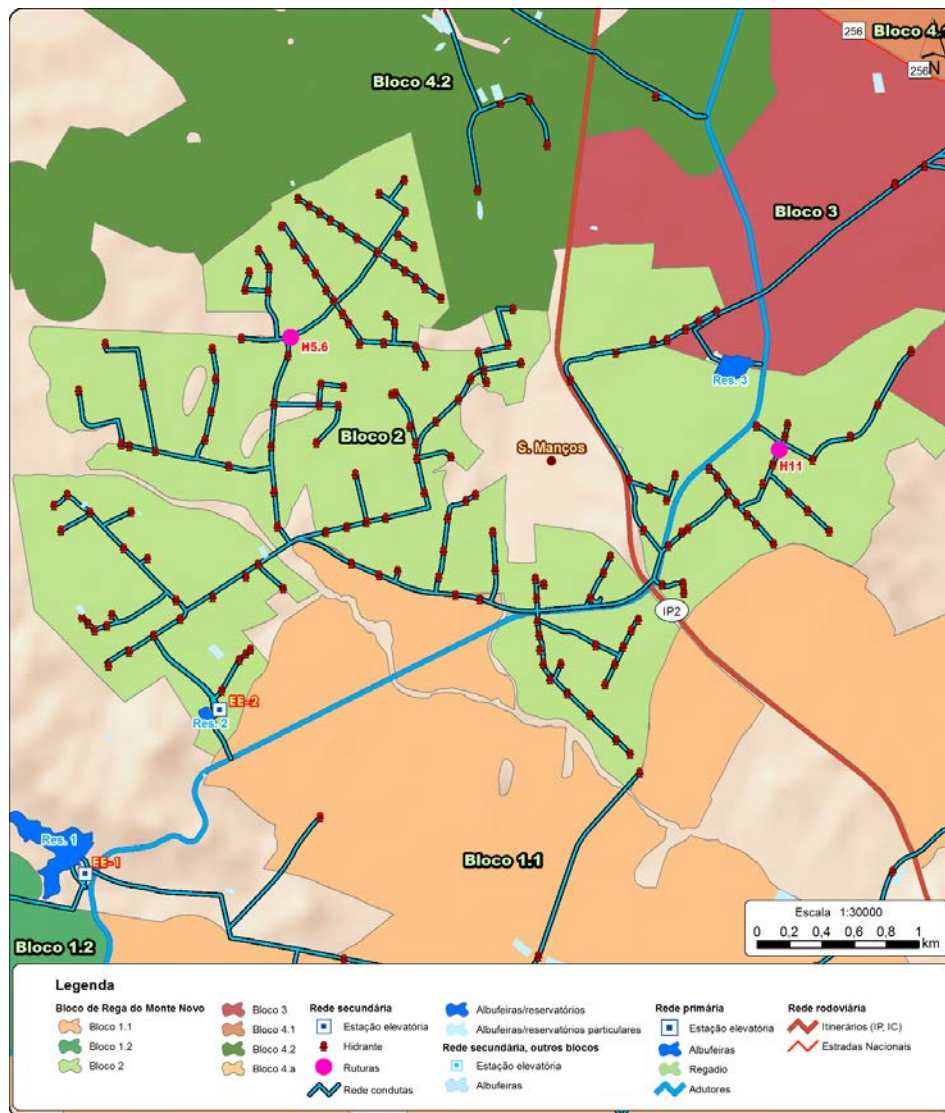 256
Bloco 4.1
N
256
Bloco 4.2
Bloco 3
H5.6
Res. 3
Bloco 2
S. Manços
H11
IP2
EE-2
Res. 2
Res. 1
EE-1
Bloco 1.1
Bloco 1.2
Escala 1:30000
0 0,2 0,4 0,6 0,8 1
km
Legenda
Bloco de Rega do Monte Novo
Bloco 1.1
Bloco 1.2
Bloco 2
Bloco 3
Bloco 4.1
Bloco 4.2
Bloco 4.a
Rede secundária
Estação elevatória
Hidrante
Ruturas
Rede condutas
Albufeiras/reservatórios
Albufeiras/reservatórios particulares
Rede secundária, outros blocos
Estação elevatória
Albufeiras
Rede primária
Estação elevatória
Albufeiras
Regadio
Adutores
Rede rodoviária
Itinerários (IP, IC)
Estradas Nacionais